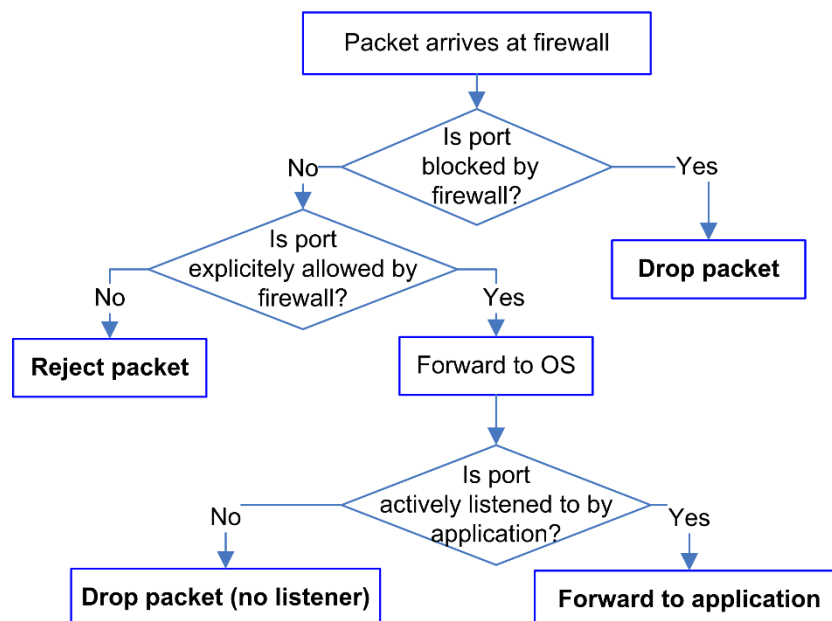 Packet arrives at firewall
Is port
blocked by
firewall?
No
Yes
Is port
explicitely allowed by
firewall?
Drop packet
No
Yes
Reject packet
Forward to OS
Is port
actively listened to by
application?
No
Yes
Drop packet (no listener)
Forward to application